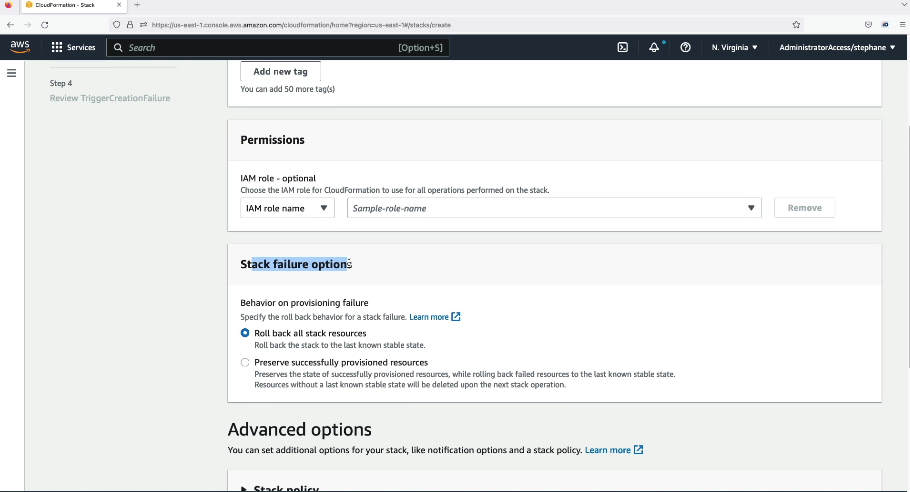 CloudFormation - Stack
https://us-east-1.console.aws.amazon.com/cloudformation/home?region=us-east-1#/stacks/create
aws
Services
Search
[Option+S]
N. Virginia
AdministratorAccess/stephane
Step 4
Review TriggerCreationFailure
Add new tag
You can add 50 more tag(s)
Permissions
IAM role - optional
Choose the IAM role for CloudFormation to use for all operations performed on the stack.
IAM role name
Sample-role-name
Remove
Stack failure options
Behavior on provisioning failure
Specify the roll back behavior for a stack failure. Learn more
Roll back all stack resources
Roll back the stack to the last known stable state.
Preserve successfully provisioned resources
Preserves the state of successfully provisioned resources, while rolling back failed resources to the last known stable state.
Resources without a last known stable state will be deleted upon the next stack operation.
Advanced options
You can set additional options for your stack, like notification options and a stack policy. Learn more
Stack policy